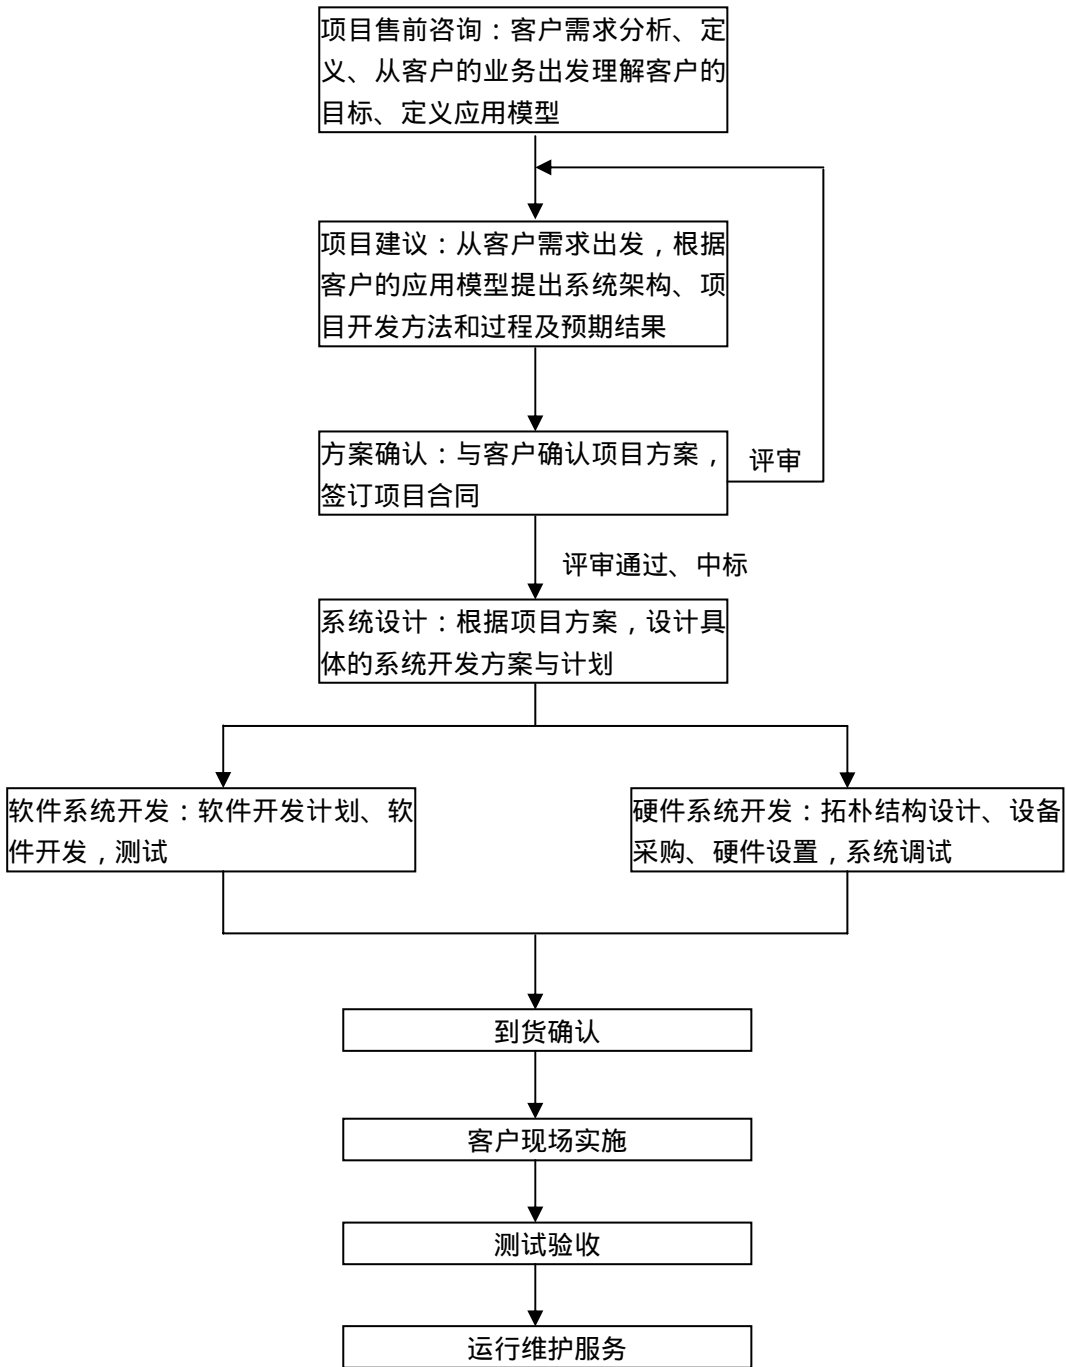 项目售前咨询：客户需求分析、定
义、从客户的业务出发理解客户的
目标、定义应用模型
项目建议：从客户需求出发，根据
客户的应用模型提出系统架构、项
目开发方法和过程及预期结果
方案确认：与客户确认项目方案，
签订项目合同
评审
评审通过、中标
系统设计：根据项目方案，设计具
体的系统开发方案与计划
软件系统开发：软件开发计划、软
件开发，测试
硬件系统开发：拓朴结构设计、设备
采购、硬件设置，系统调试
到货确认
客户现场实施
测试验收
运行维护服务